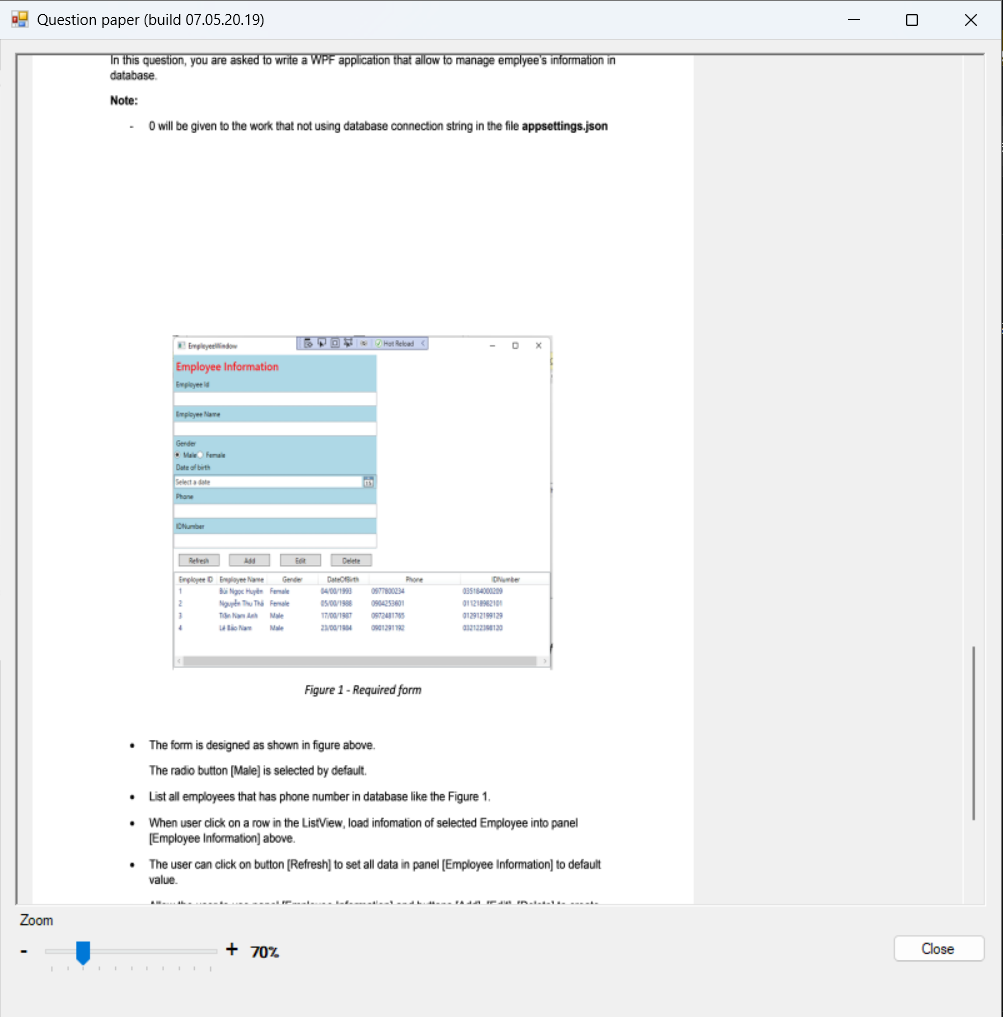 Question paper (build 07.05.20.19)
In this question, you are asked to write a WPF application that allow to manage emplyee's information in
database.
Note:
- 0 will be given to the work that not using database connection string in the file appsettings.json
EmployeeWindow
Hot Reload
Employee Information
Employee Id
Employee Name
Gender
Male Female
Date of birth
Select a date
Phone
IDNumber
Refresh Add Edit Delete
Employee ID Employee Name Gender DateOfBirth Phone IDNumber
1 Bùi Ngọc Huyền Female 04/00/1993 0977800234 035184000209
2 Nguyễn Thu Thả Female 05/00/1988 0904253601 011218982101
3 Trần Nam Anh Male 17/00/1987 0972481765 012912199129
4 Lê Bảo Nam Male 23/00/1984 0901291192 032122398120
Figure 1 - Required form
• The form is designed as shown in figure above.
The radio button [Male] is selected by default.
• List all employees that has phone number in database like the Figure 1.
• When user click on a row in the ListView, load infomation of selected Employee into panel
[Employee Information] above.
• The user can click on button [Refresh] to set all data in panel [Employee Information] to default
value.
Zoom
- + 70%
Close